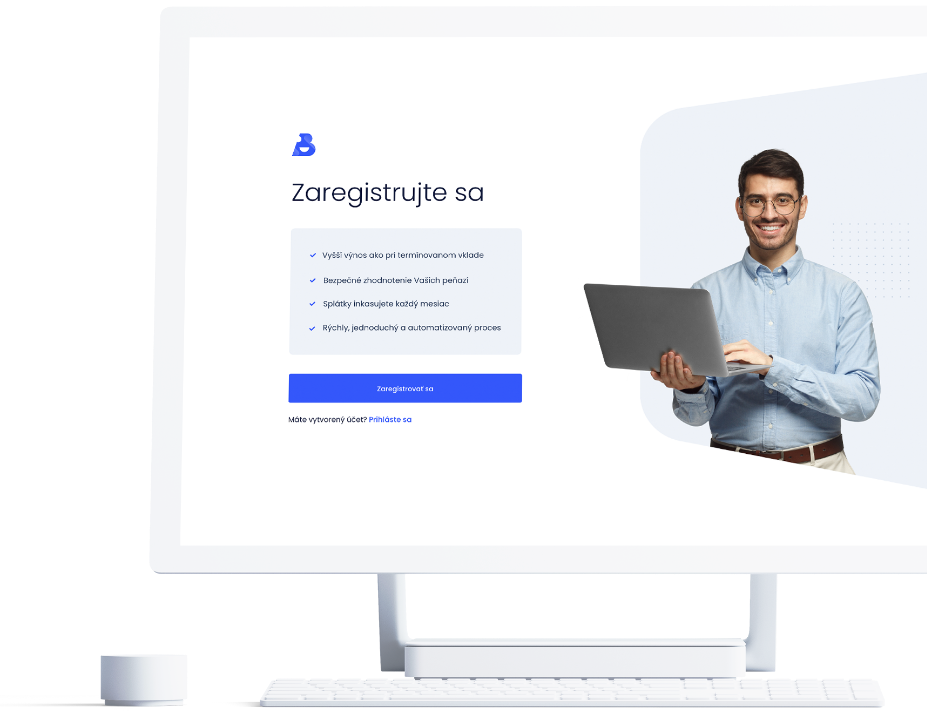 Zaregistrujte sa
Vyšší výnos ako pri termínovanom vklade
Bezpečné zhodnotenie Vašich peňazí
Splátky inkasujete každý mesiac
Rýchly, jednoduchý a automatizovaný proces
Zaregistrovať sa
Máte vytvorený účet? Prihláste sa